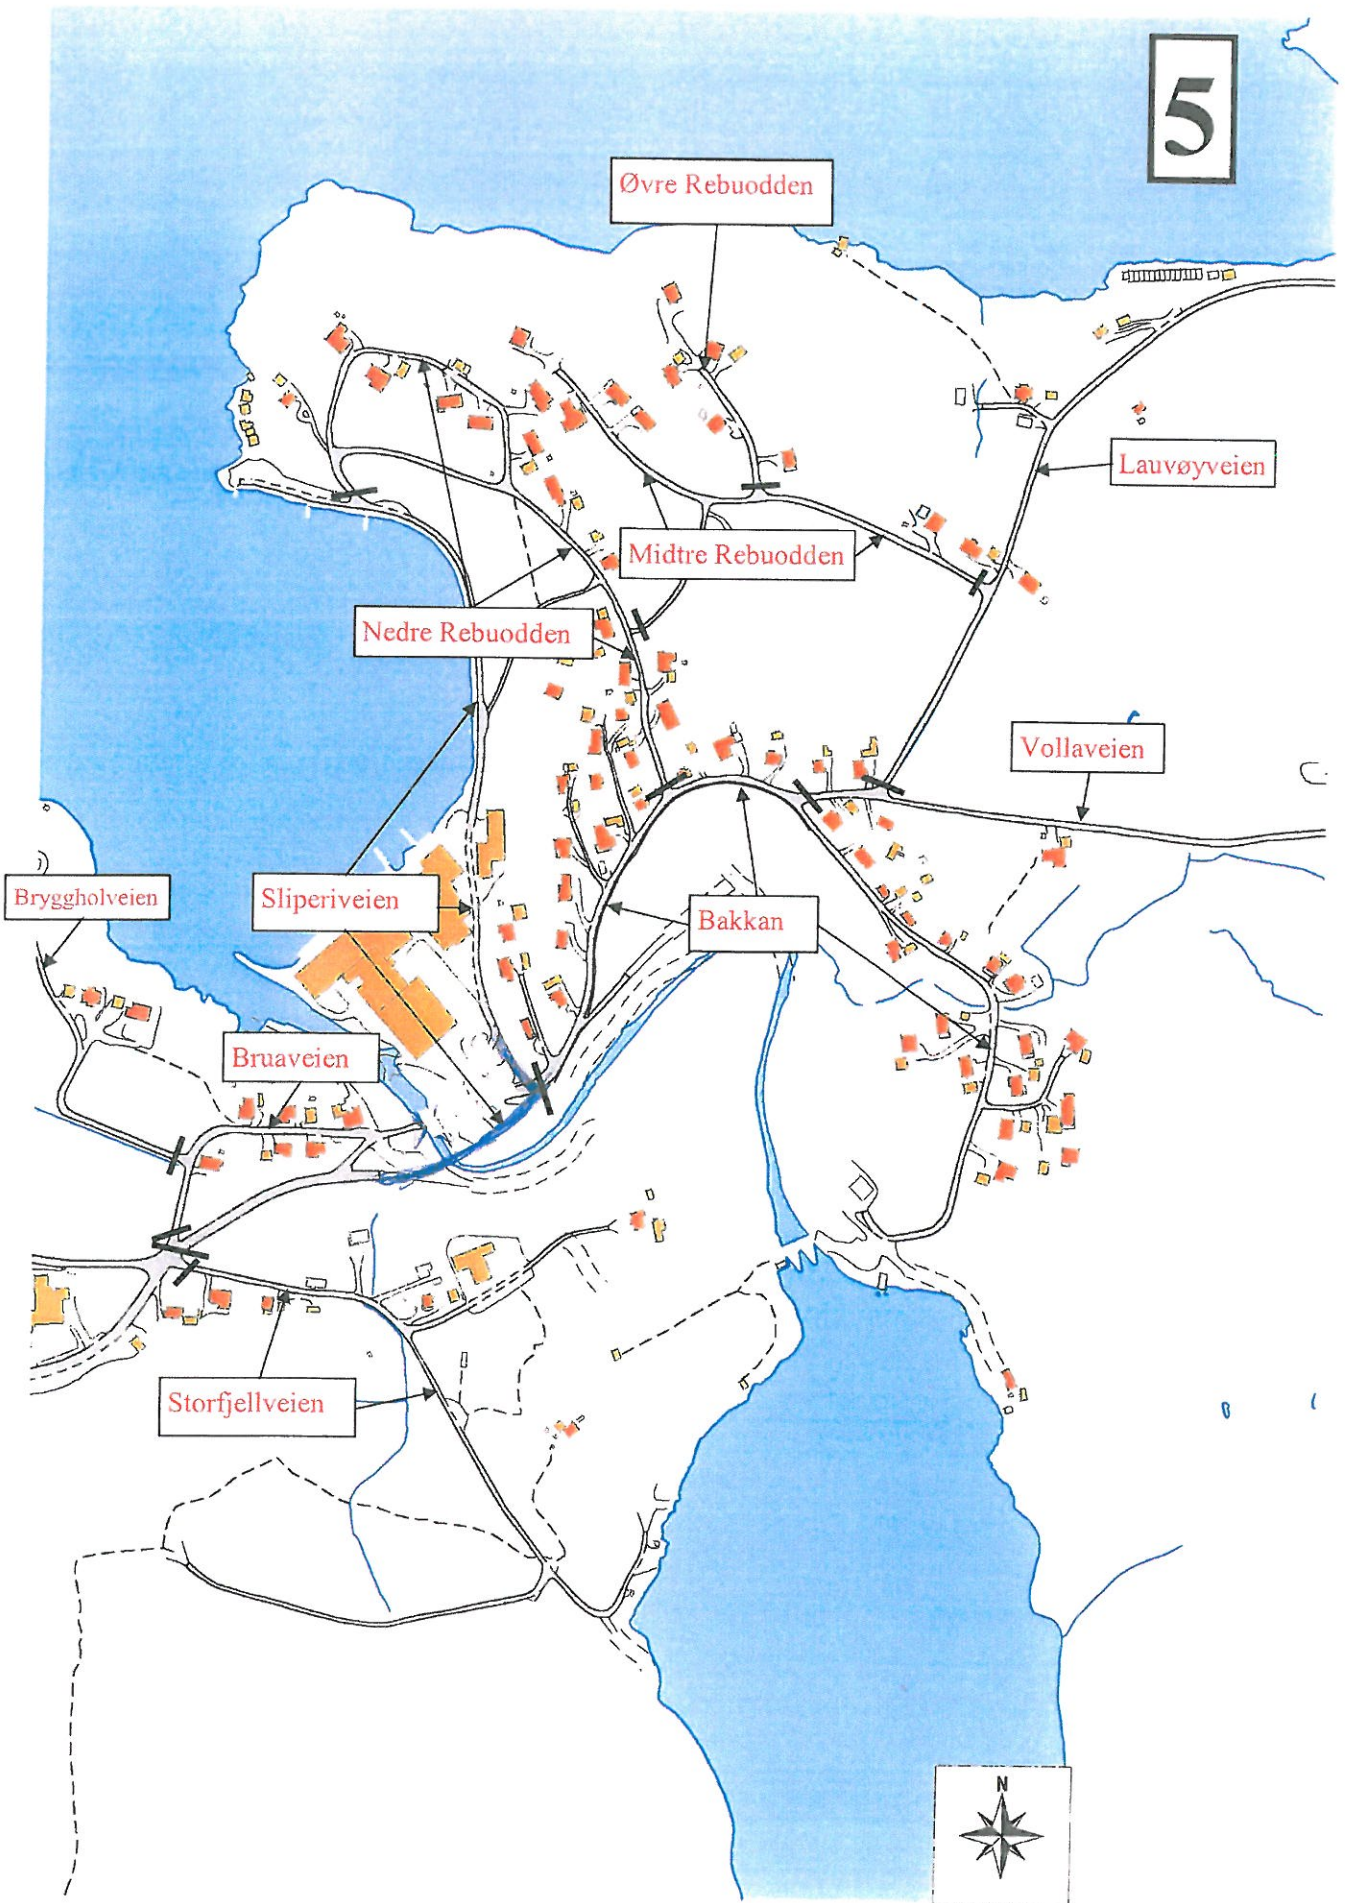 5
Øvre Rebuodden
Lauvøyveien
Midtre Rebuodden
Nedre Rebuodden
Vollaveien
Bryggholveien
Sliperiveien
Bakkan
Bruaveien
Storfjellveien
N